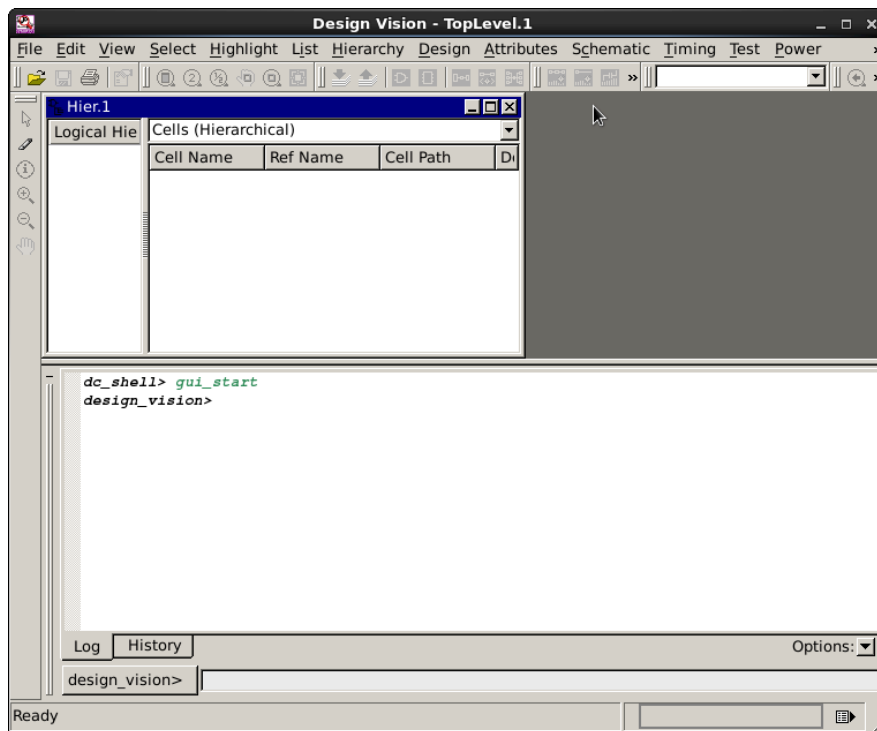 Design Vision - TopLevel.1
File Edit View Select Highlight List Hierarchy Design Attributes Schematic Timing Test Power
Hier.1
Logical Hie Cells (Hierarchical)
Cell Name Ref Name Cell Path
dc_shell> gui_start
design_vision>
Log History Options:
design_vision>
Ready